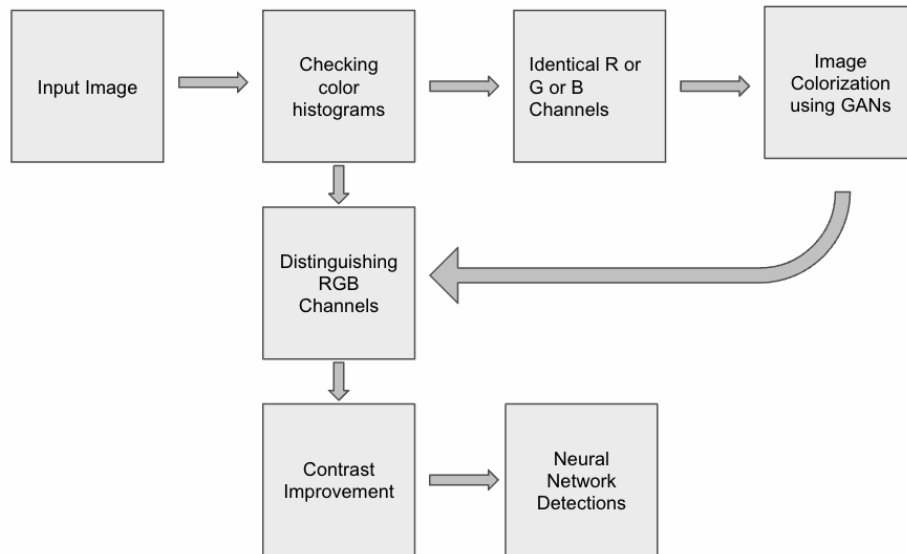 Input Image
Checking
color
histograms
Identical R or
G or B
Channels
Image
Colorization
using GANs
Distinguishing
RGB
Channels
Contrast
Improvement
Neural
Network
Detections